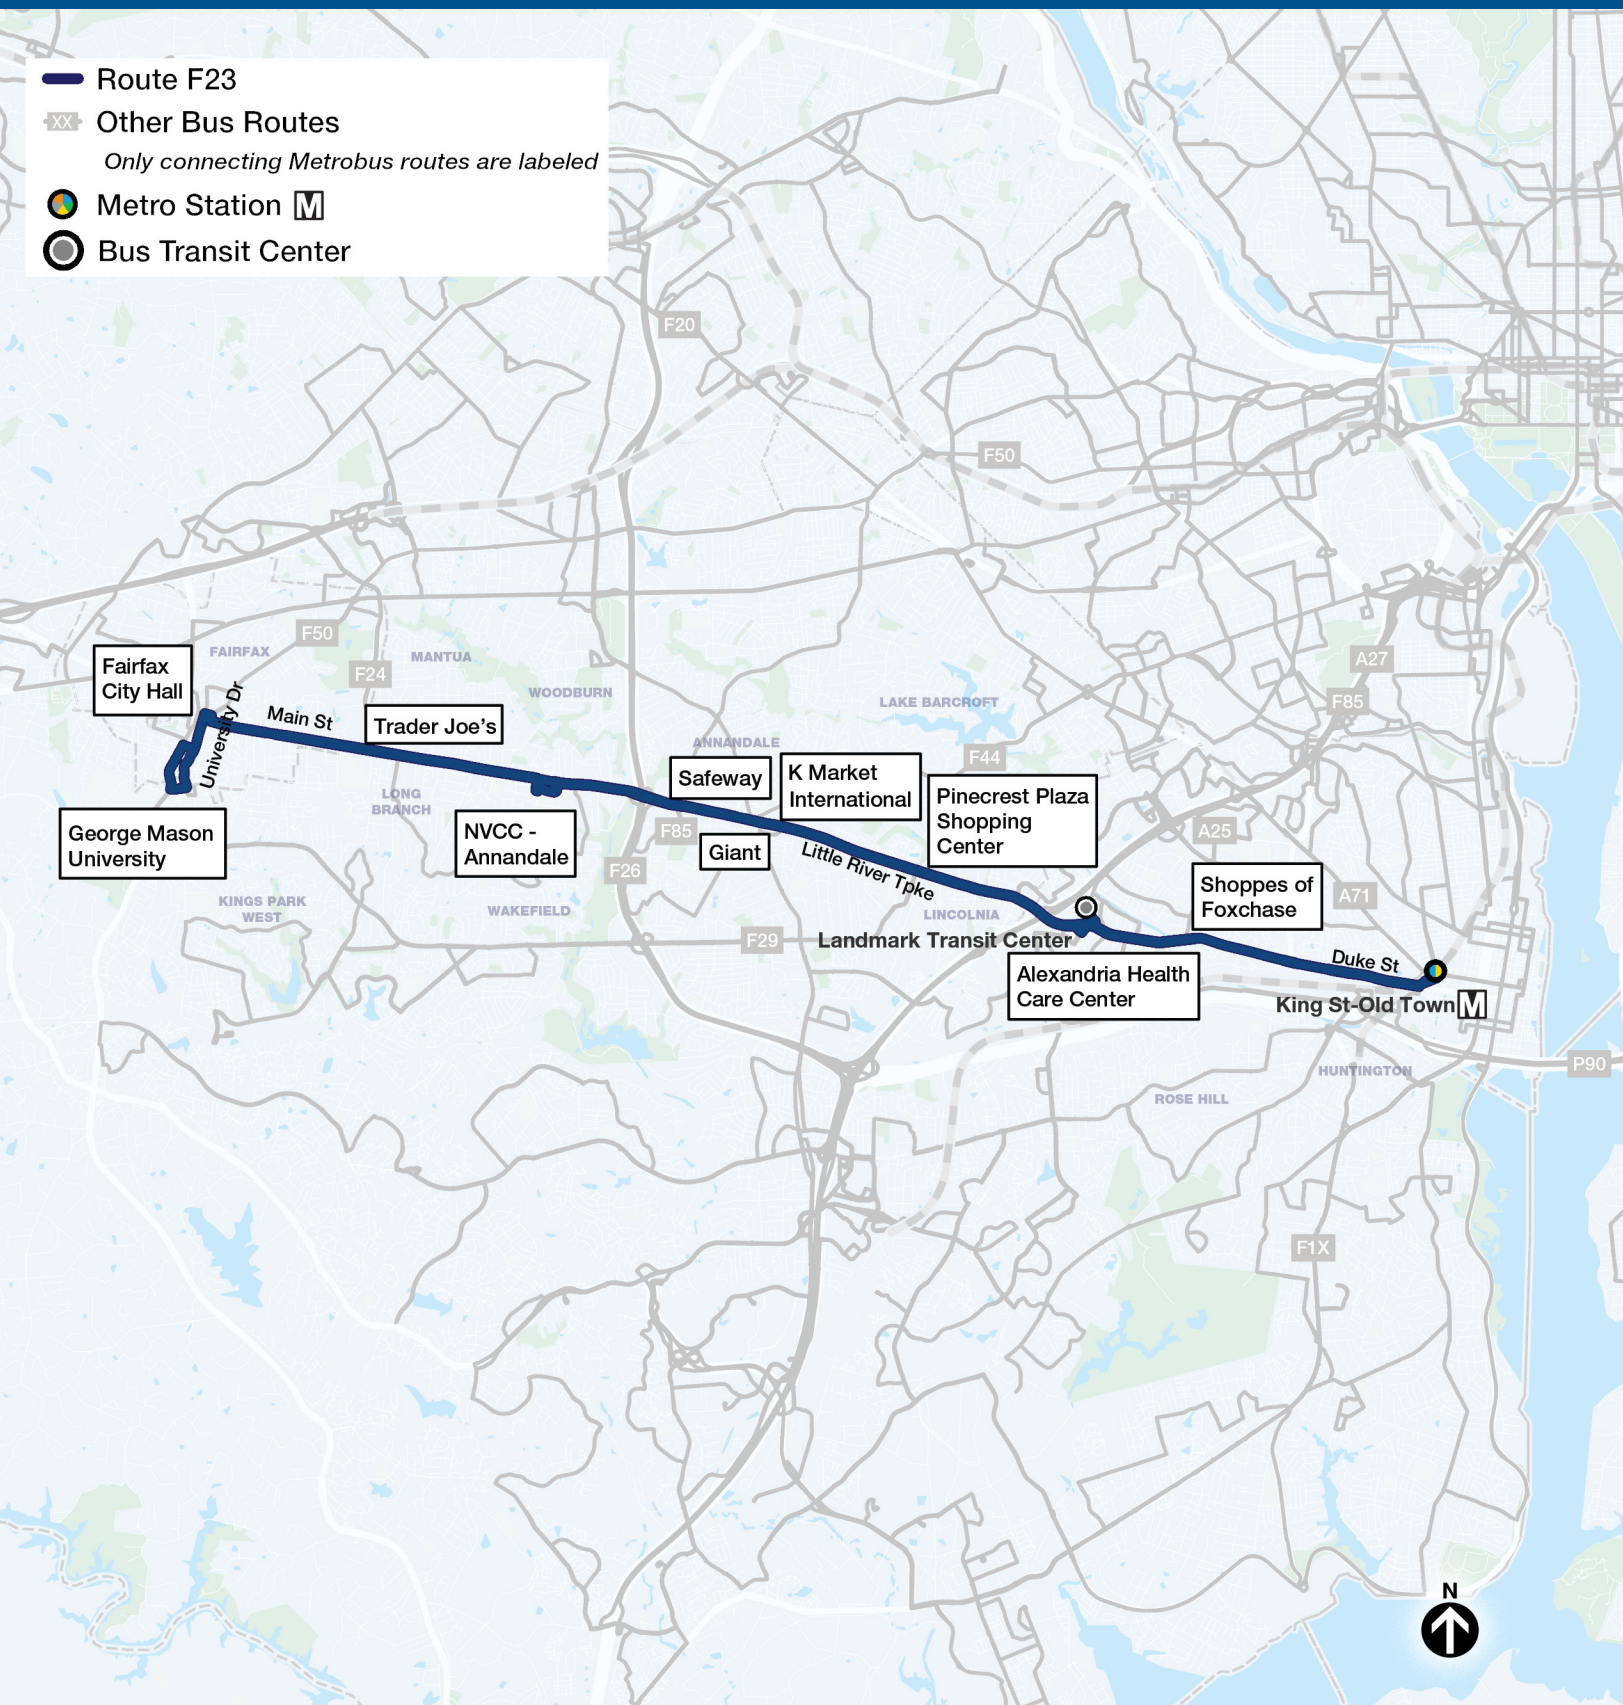 Route F23
XX
Other Bus Routes
Only connecting Metrobus routes are labeled
Metro Station M
Bus Transit Center
F20
F50
F50
FAIRFAX
F24
MANTUA
Fairfax
City Hall
University Dr
Main St
Trader Joe's
WOODBURN
LAKE BARCROFT
A27
F85
ANNANDALE
F44
Safeway
K Market
International
Pinecrest Plaza
Shopping
Center
LONG
BRANCH
George Mason
University
NVCC -
Annandale
F85
Giant
F26
Little River Tpke
A25
Shoppes of
Foxchase
A71
KINGS PARK
WEST
WAKEFIELD
LINCOLNIA
F29
Landmark Transit Center
Alexandria Health
Care Center
Duke St
King St-Old Town M
P90
HUNTINGTON
ROSE HILL
F1X
N